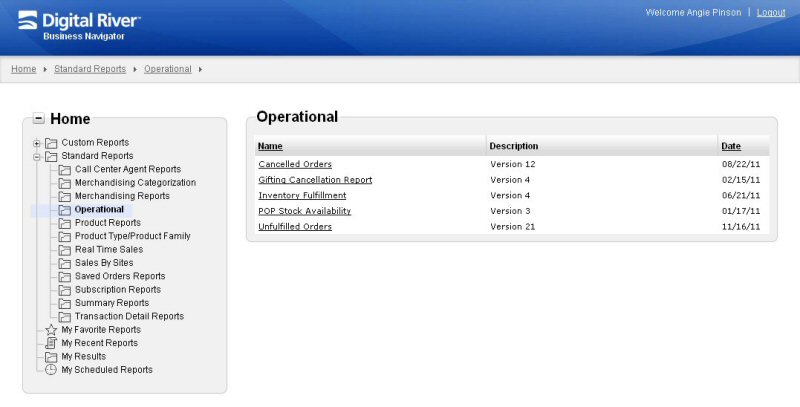 Digital River
Business Navigator
Welcome Angie Pinson | Logout
Home Standard Reports Operational
Home
Custom Reports
Standard Reports
Call Center Agent Reports
Merchandising Categorization
Merchandising Reports
Operational
Product Reports
Product Type/Product Family
Real Time Sales
Sales By Sites
Saved Orders Reports
Subscription Reports
Summary Reports
Transaction Detail Reports
My Favorite Reports
My Recent Reports
My Results
My Scheduled Reports
Operational
Name Description Date
Cancelled Orders Version 12 08/22/11
Gifting Cancellation Report Version 4 02/15/11
Inventory Fulfillment Version 4 06/21/11
POP Stock Availability Version 3 01/17/11
Unfulfilled Orders Version 21 11/16/11